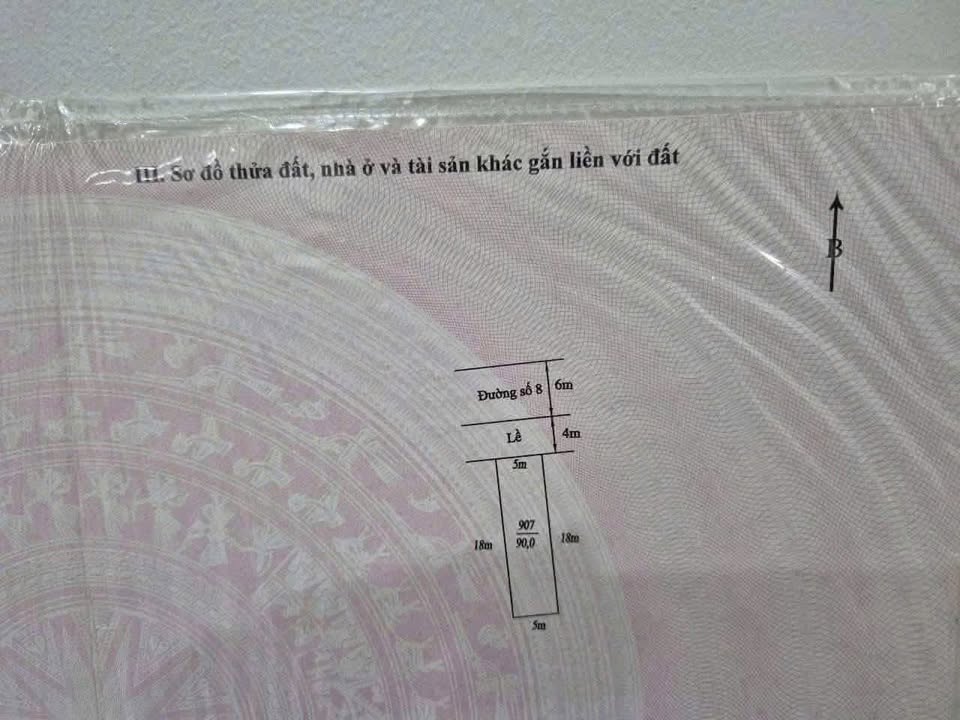 III. Sơ đồ thửa đất, nhà ở và tài sản khác gắn liền với đất
B
Đường số 8
6m
Lề
4m
5m
907
90,0
18m
18m
5m